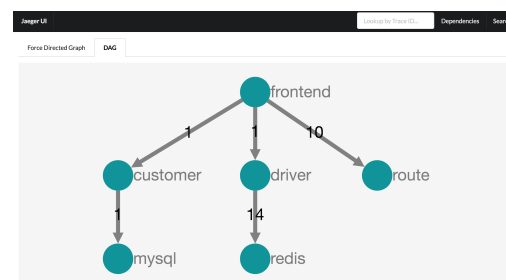 Jaeger UI Lookup by Trace ID... Dependencies
Force Directed Graph DAG
frontend
1 1 10
customer driver route
1 14
mysql redis